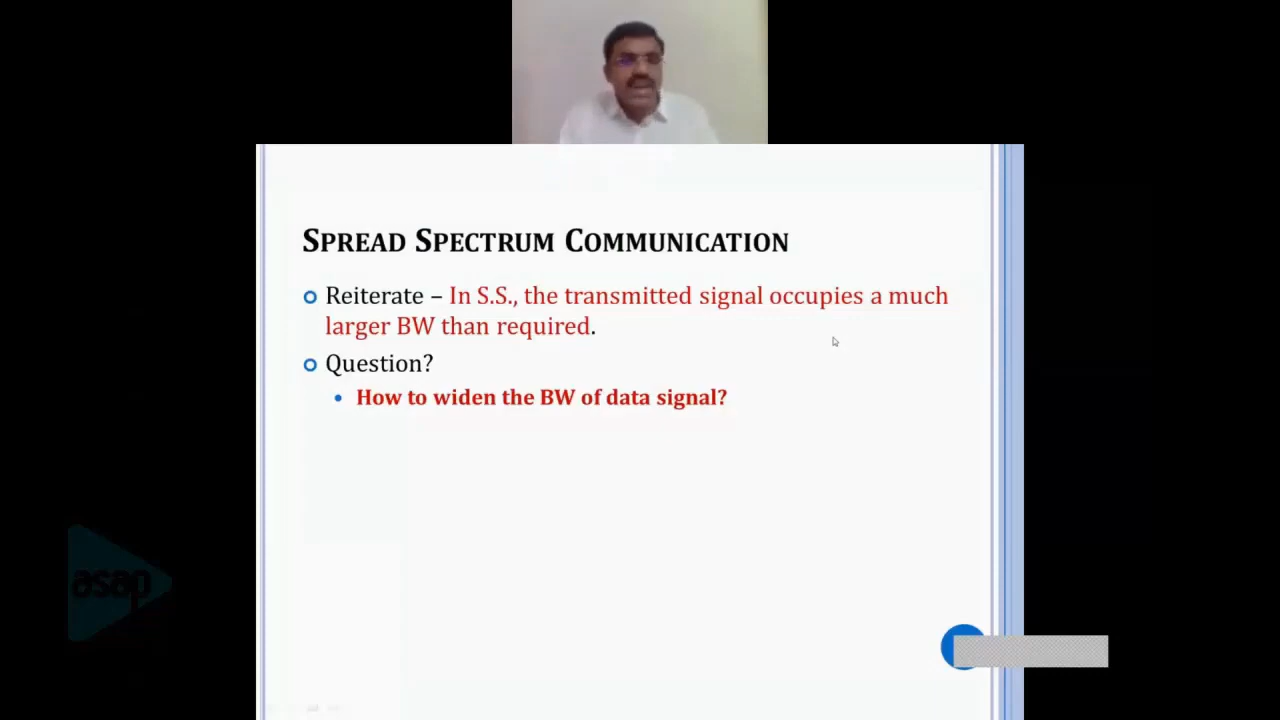 SPREAD SPECTRUM COMMUNICATION
Reiterate – In S.S., the transmitted signal occupies a much
larger BW than required.
Question?
How to widen the BW of data signal?
asap